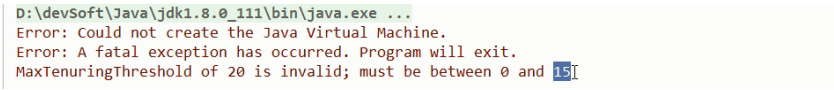 D:\devSoft\Java\jdk1.8.0_111\bin\java.exe ...
Error: Could not create the Java Virtual Machine.
Error: A fatal exception has occurred. Program will exit.
MaxTenuringThreshold of 20 is invalid; must be between 0 and 15